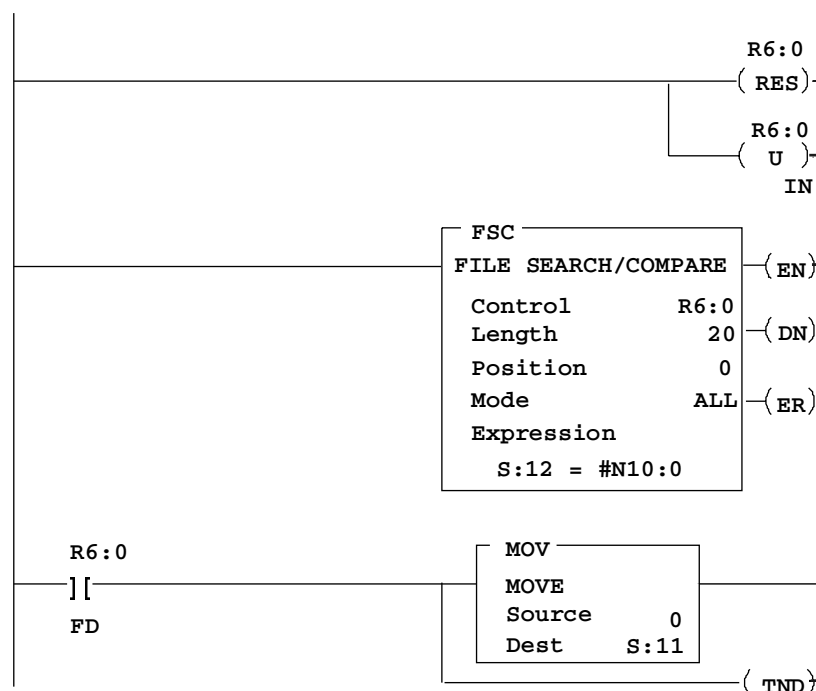 R6:0
( RES )
R6:0
( U )
IN
FSC
FILE SEARCH/COMPARE
( EN )
Control R6:0
Length 20
( DN )
Position 0
Mode ALL
( ER )
Expression
S:12 = #N10:0
R6:0
] [
FD
MOV
MOVE
Source 0
Dest S:11
( TND )